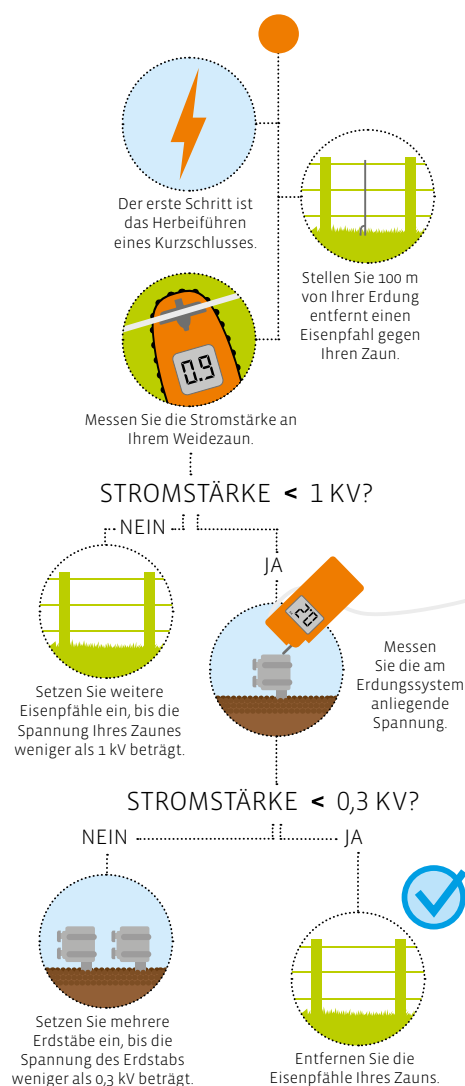 Der erste Schritt ist
das Herbeiführen
eines Kurzschlusses.
Stellen Sie 100 m
von Ihrer Erdung
entfernt einen
Eisenpfahl gegen
Ihren Zaun.
0.9
Messen Sie die Stromstärke an
Ihrem Weidezaun.
STROMSTÄRKE < 1 KV?
NEIN
JA
Setzen Sie weitere
Eisenpfähle ein, bis die
Spannung Ihres Zaunes
weniger als 1 kV beträgt.
Messen
Sie die am
Erdungssystem
anliegende
Spannung.
STROMSTÄRKE < 0,3 KV?
NEIN
JA
Setzen Sie mehrere
Erdstäbe ein, bis die
Spannung des Erdstabs
weniger als 0,3 kV beträgt.
Entfernen Sie die
Eisenpfähle Ihres Zauns.